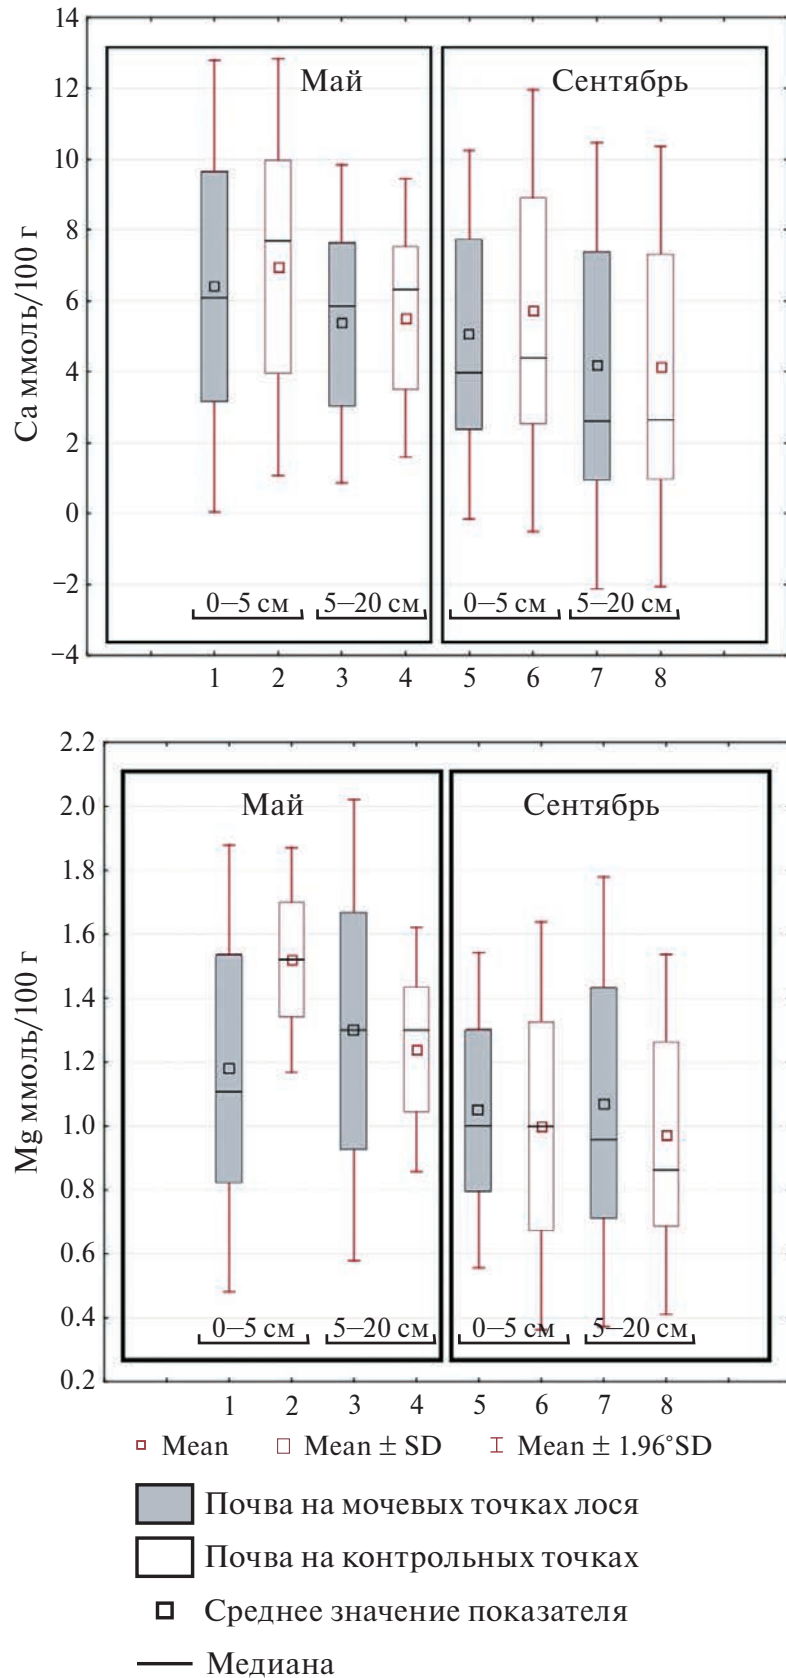 14
12
10
8
6
4
2
0
−2
−4
Ca ммоль/100 г
Май
Сентябрь
0–5 см
5–20 см
0–5 см
5–20 см
1 2 3 4 5 6 7 8
2.2
2.0
1.8
1.6
1.4
1.2
1.0
0.8
0.6
0.4
0.2
Mg ммоль/100 г
Май
Сентябрь
0–5 см
5–20 см
0–5 см
5–20 см
1 2 3 4 5 6 7 8
Mean
Mean ± SD
Mean ± 1.96°SD
Почва на мочевых точках лося
Почва на контрольных точках
Среднее значение показателя
Медиана